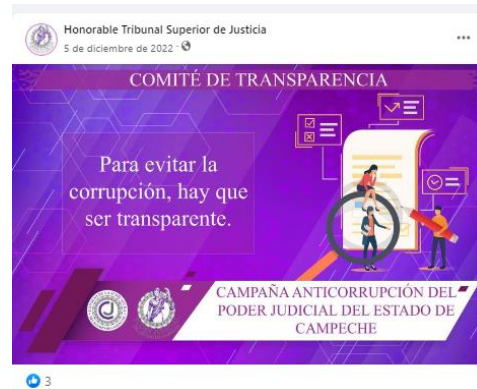 Honorable Tribunal Superior de Justicia
5 de diciembre de 2022 ·
COMITÉ DE TRANSPARENCIA
Para evitar la
corrupción, hay que
ser transparente.
CAMPAÑA ANTICORRUPCIÓN DEL
PODER JUDICIAL DEL ESTADO DE
CAMPECHE
3